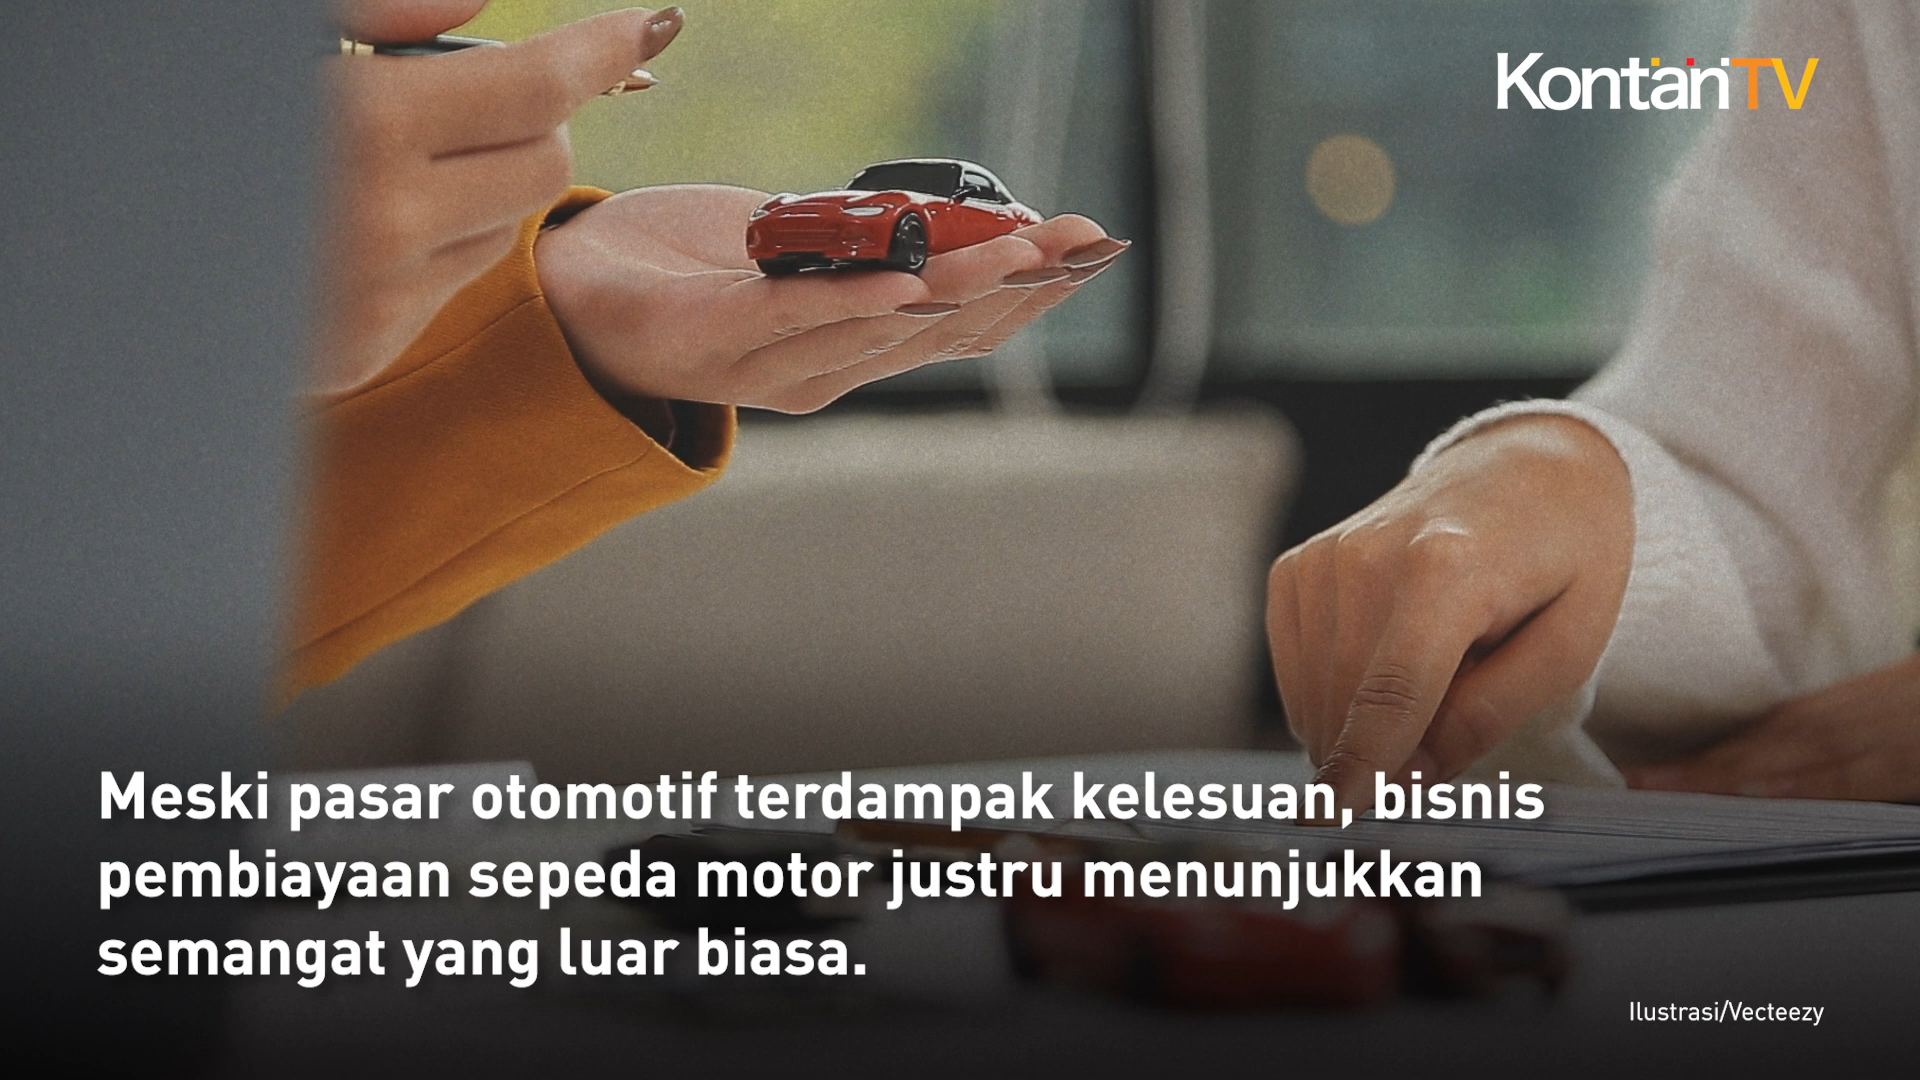 KontanTV
Meski pasar otomotif terdampak kelesuan, bisnis
pembiayaan sepeda motor justru menunjukkan
semangat yang luar biasa.
Ilustrasi/Vecteezy